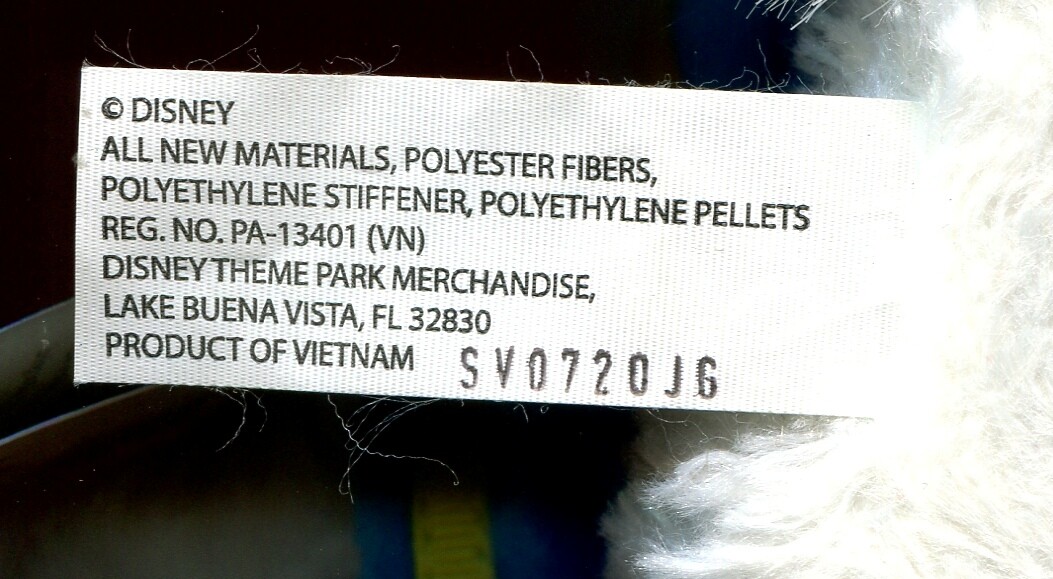 © DISNEY
ALL NEW MATERIALS, POLYESTER FIBERS,
POLYETHYLENE STIFFENER, POLYETHYLENE PELLETS
REG. NO. PA-13401 (VN)
DISNEY THEME PARK MERCHANDISE,
LAKE BUENA VISTA, FL 32830
PRODUCT OF VIETNAM SV0720JG